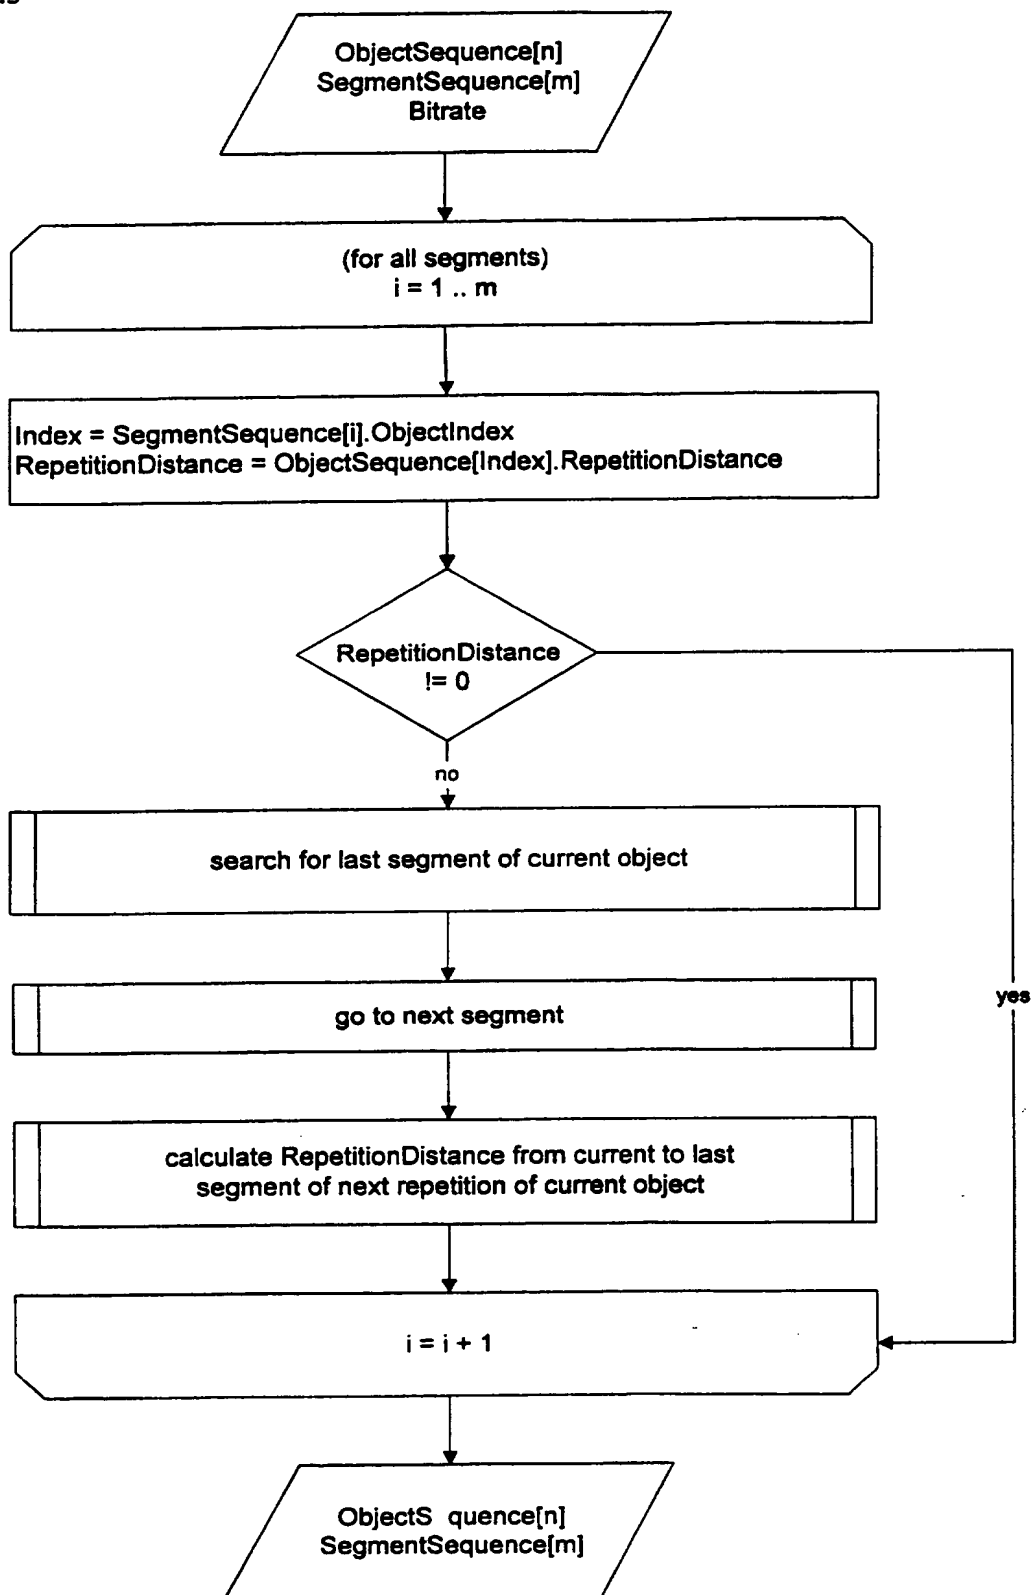 ObjectSequence[n]
SegmentSequence[m]
Bitrate
(for all segments)
i = 1 .. m
Index = SegmentSequence[i].ObjectIndex
RepetitionDistance = ObjectSequence[Index].RepetitionDistance
RepetitionDistance
!= 0
no
search for last segment of current object
yes
go to next segment
calculate RepetitionDistance from current to last
segment of next repetition of current object
i = i + 1
ObjectS quence[n]
SegmentSequence[m]